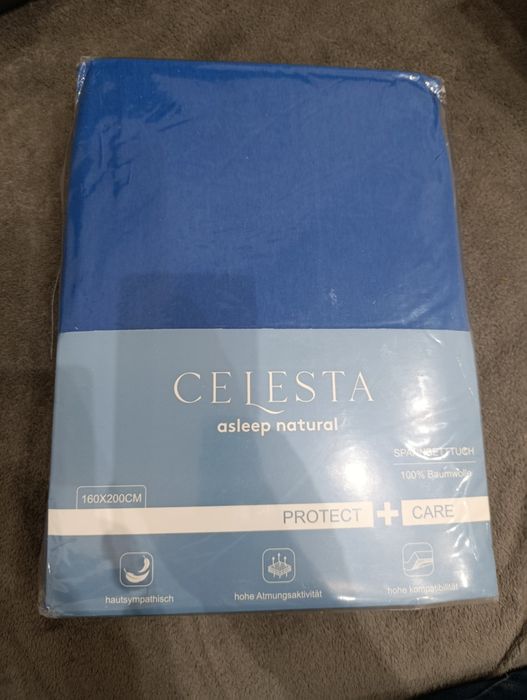 CELESTA
asleep natural
SPANNBETTTUCH
100% Baumwolle
160X200CM
PROTECT + CARE
hautsympathisch
hohe Atmungsaktivität
hohe kompatibilität